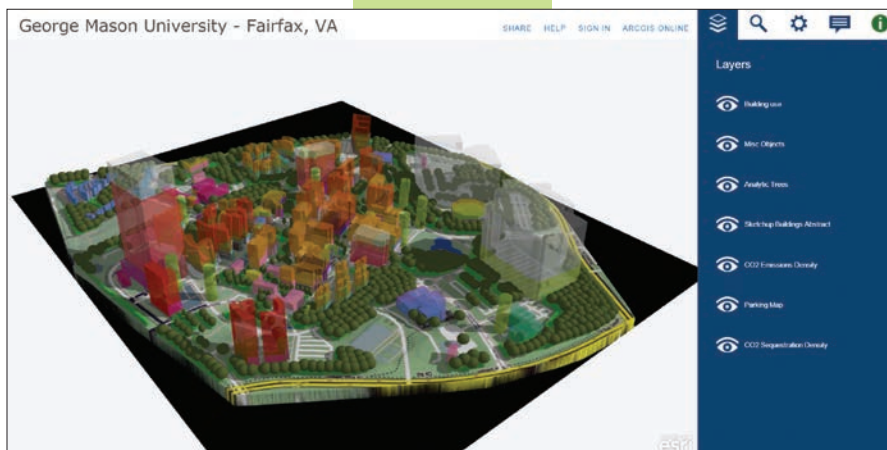 George Mason University - Fairfax, VA
SHARE HELP SIGN IN ARCGIS ONLINE
Layers
Building use
Misc Objects
Analytic Trees
Sketchup Buildings Abstract
CO2 Emissions Density
Parking Map
CO2 Sequestration Density
esri